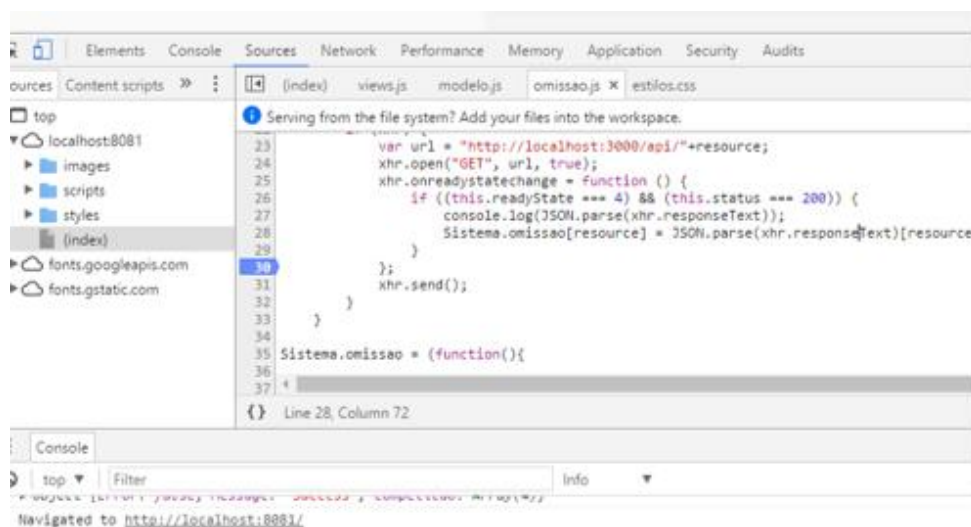 Elements Console Sources Network Performance Memory Application Security Audits
ources Content scripts » ⋮
(index) views.js modelo.js omissao.js × estilos.css
top
localhost:8081
images
scripts
styles
(index)
fonts.googleapis.com
fonts.gstatic.com
Serving from the file system? Add your files into the workspace.
23 var url = "http://localhost:3000/api/"+resource;
24 xhr.open("GET", url, true);
25 xhr.onreadystatechange = function () {
26 if ((this.readyState === 4) && (this.status === 200)) {
27 console.log(JSON.parse(xhr.responseText));
28 Sistema.omissao[resource] = JSON.parse(xhr.responseText)[resource
29 }
30 };
31 xhr.send();
32 }
33 }
34
35 Sistema.omissao = (function(){
36
37
{} Line 28, Column 72
Console
top ▼ Filter Info ▼
Navigated to http://localhost:8081/